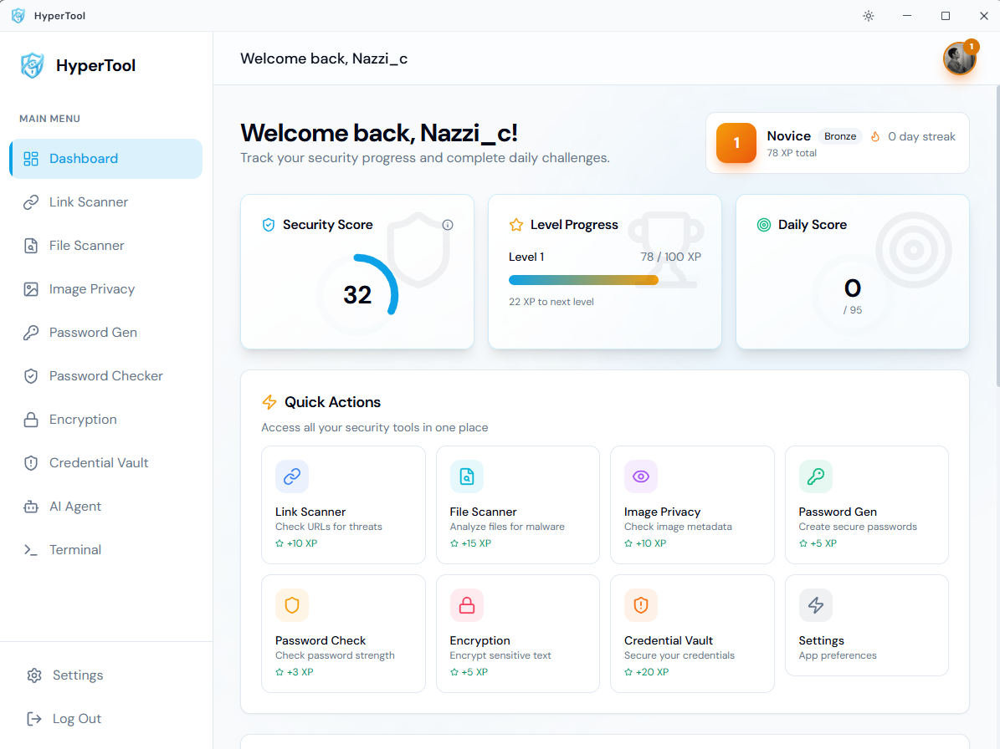 HyperTool
HyperTool
Welcome back, Nazzi_c
1
MAIN MENU
Dashboard
Link Scanner
File Scanner
Image Privacy
Password Gen
Password Checker
Encryption
Credential Vault
AI Agent
Terminal
Settings
Log Out
Welcome back, Nazzi_c!
Track your security progress and complete daily challenges.
1
Novice Bronze 0 day streak
78 XP total
Security Score
32
Level Progress
Level 1 78 / 100 XP
22 XP to next level
Daily Score
0
/ 95
Quick Actions
Access all your security tools in one place
Link Scanner
Check URLs for threats
+10 XP
File Scanner
Analyze files for malware
+15 XP
Image Privacy
Check image metadata
+10 XP
Password Gen
Create secure passwords
+5 XP
Password Check
Check password strength
+3 XP
Encryption
Encrypt sensitive text
+5 XP
Credential Vault
Secure your credentials
+20 XP
Settings
App preferences